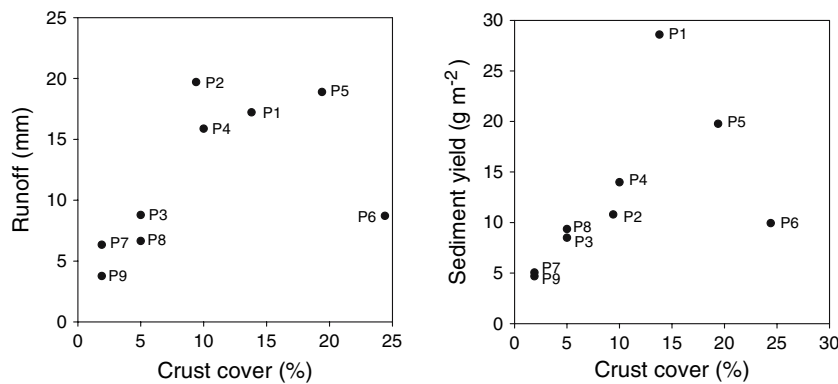 25
20
15
10
5
0
Runoff (mm)
P2
P5
P1
P4
P3
P6
P7
P8
P9
0 5 10 15 20 25
Crust cover (%)
30
25
20
15
10
5
0
Sediment yield (g m-2)
P1
P5
P4
P2
P8
P6
P3
P7
P9
0 5 10 15 20 25 30
Crust cover (%)